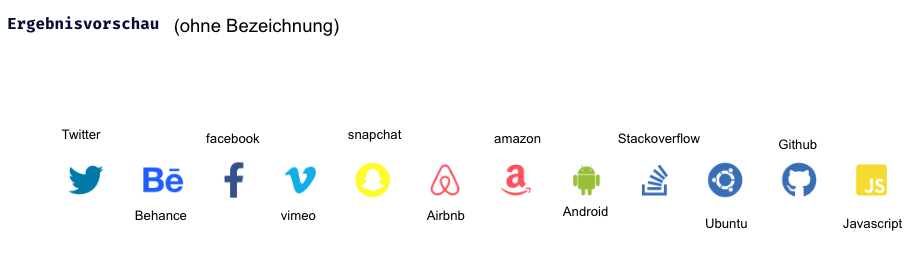 Ergebnisvorschau (ohne Bezeichnung)
Twitter
facebook
snapchat
amazon
Stackoverflow
Github
Bē
f
v
a
JS
Behance
vimeo
Airbnb
Android
Ubuntu
Javascript